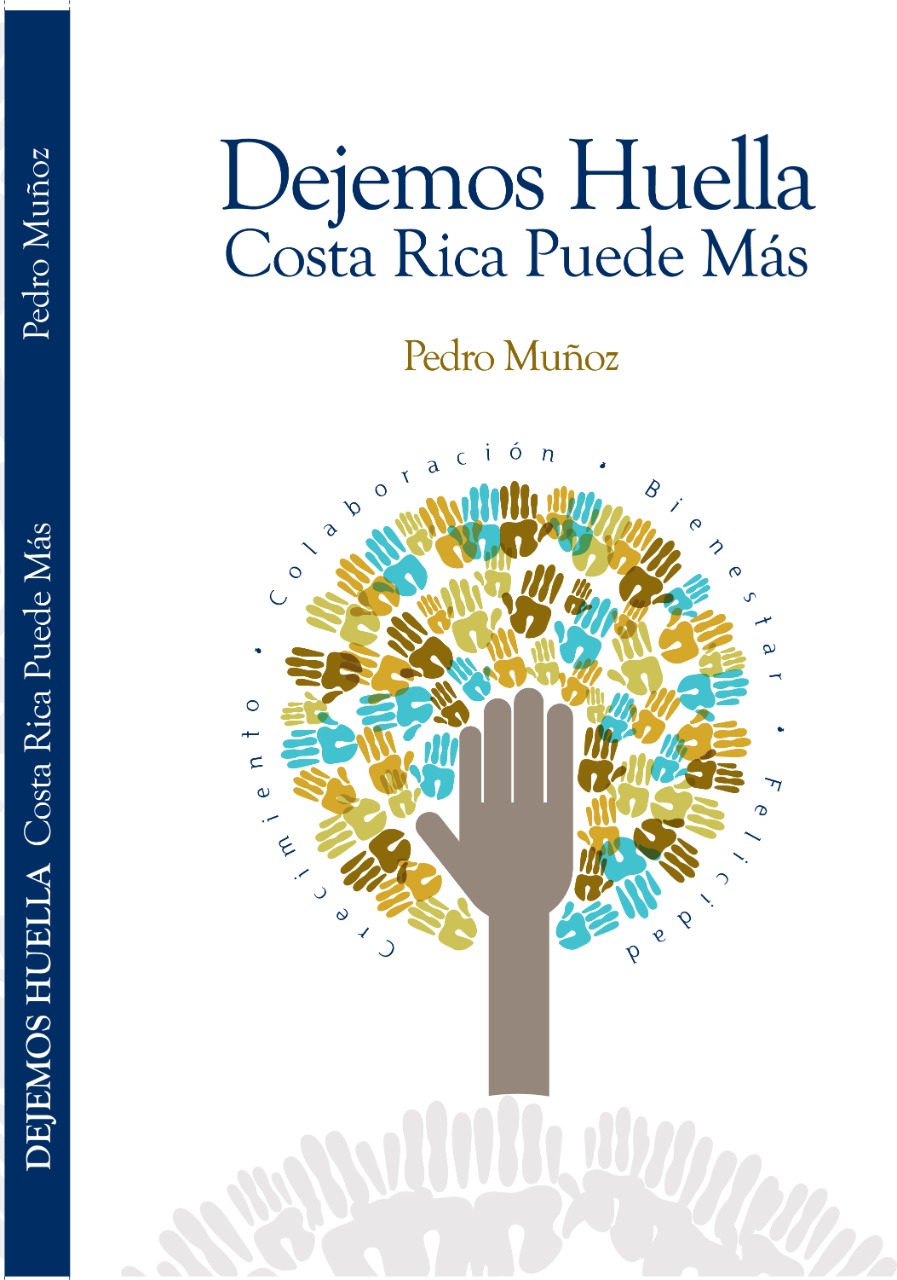 Dejemos Huella
Costa Rica Puede Más
Pedro Muñoz
Crecimiento • Colaboración • Bienestar • Felicidad
DEJEMOS HUELLA Costa Rica Puede Más Pedro Muñoz